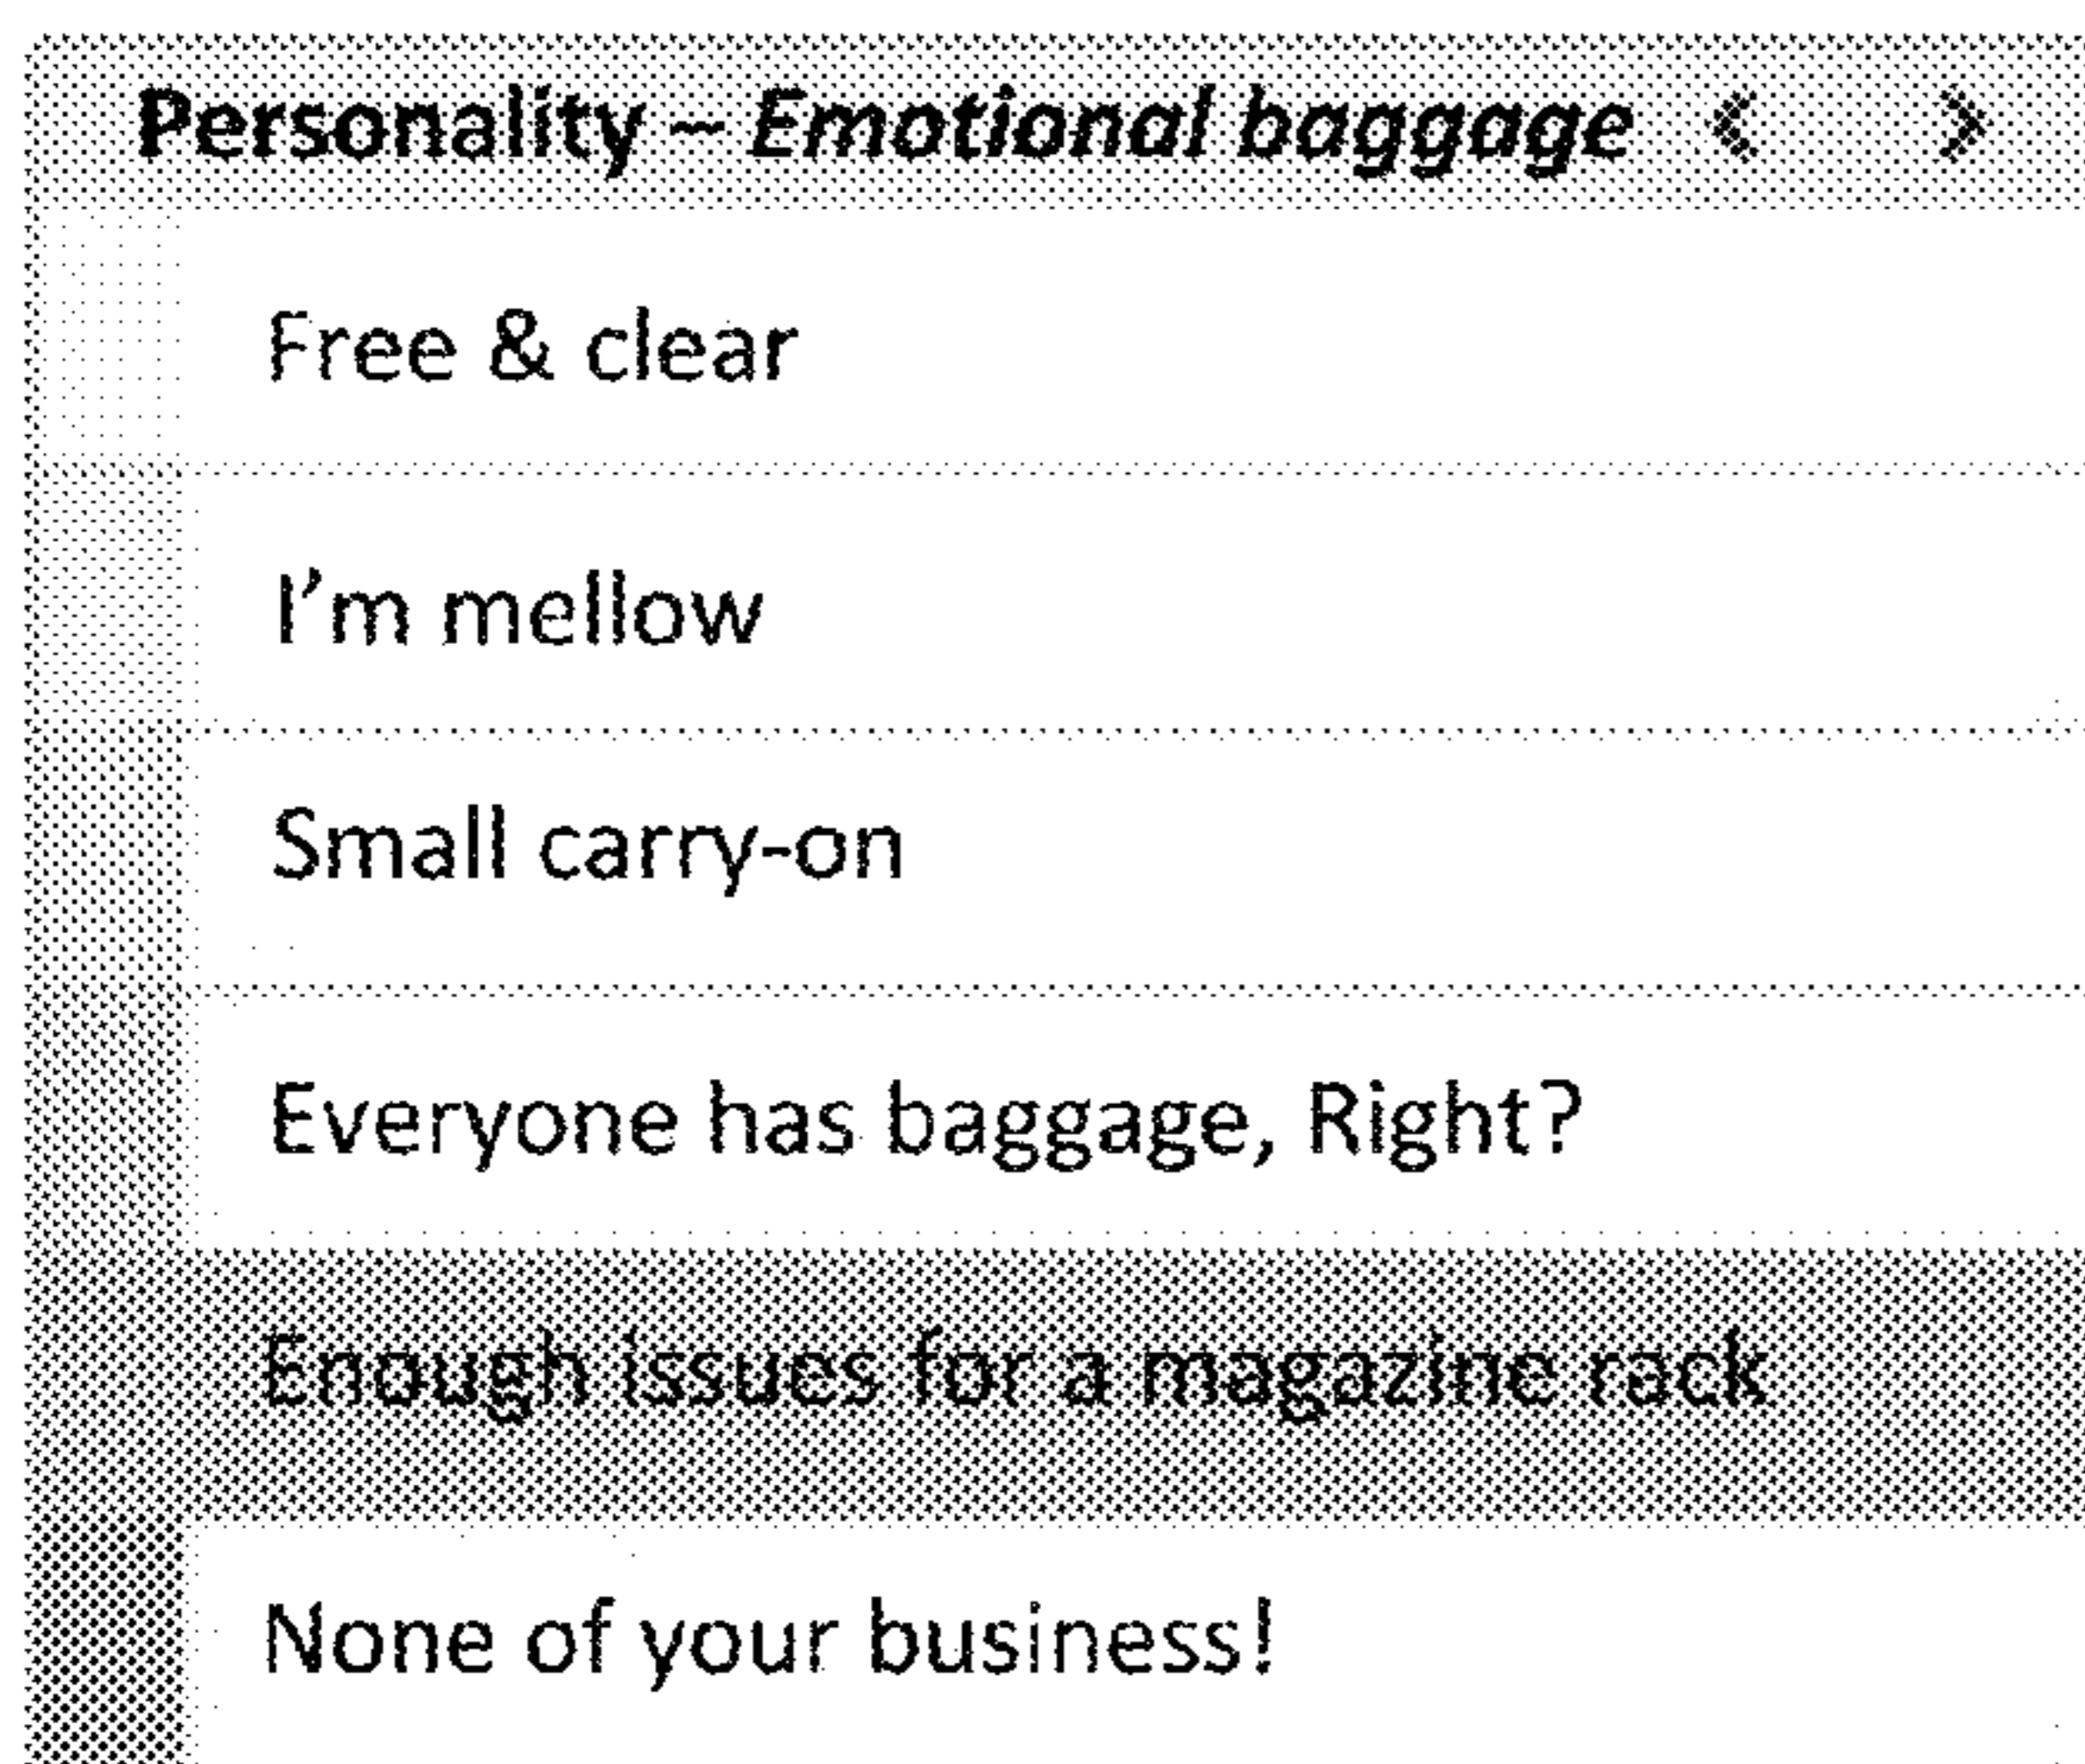 Personality – Emotional baggage < >
Free & clear
I’m mellow
Small carry-on
Everyone has baggage, Right?
Enough issues for a magazine rack
None of your business!